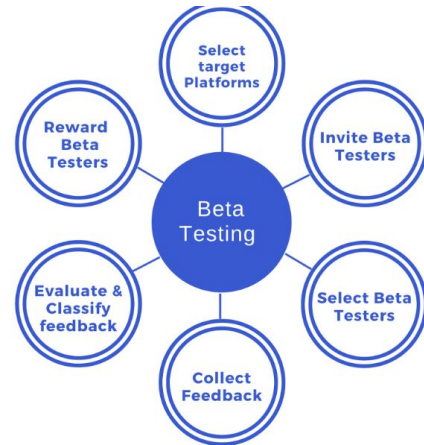 Select
target
Platforms
Invite Beta
Testers
Select Beta
Testers
Collect
Feedback
Evaluate &
Classify
feedback
Reward
Beta
Testers
Beta
Testing